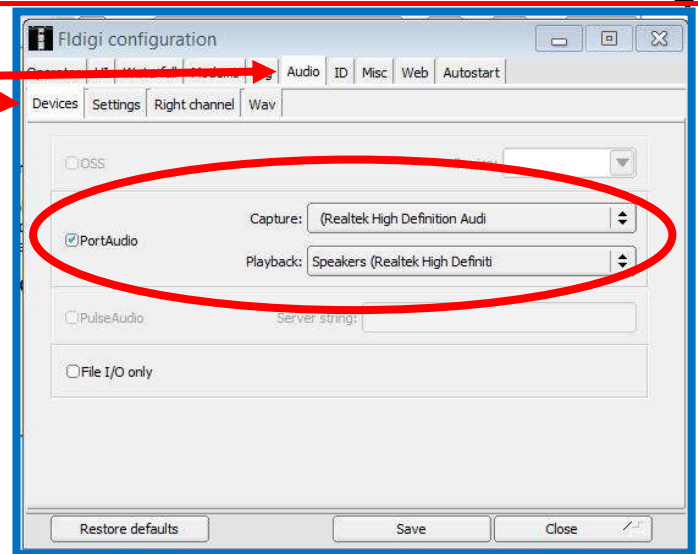 Fldigi configuration
Audio ID Misc Web Autostart
Devices Settings Right channel Wav
OSS
Capture: (Realtek High Definition Audi
PortAudio
Playback: Speakers (Realtek High Definiti
PulseAudio Server string:
File I/O only
Restore defaults Save Close